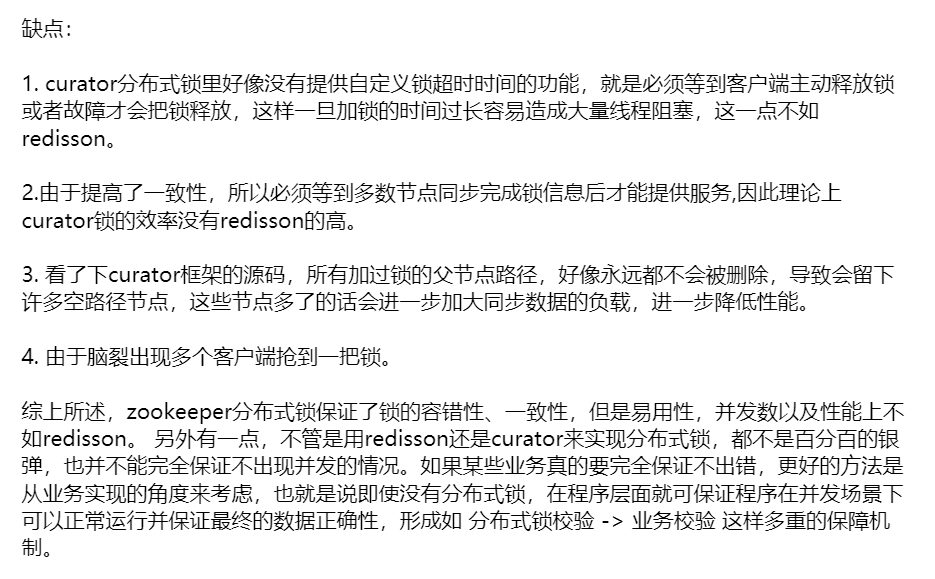 缺点：
1. curator分布式锁里好像没有提供自定义锁超时时间的功能，就是必须等到客户端主动释放锁
或者故障才会把锁释放，这样一旦加锁的时间过长容易造成大量线程阻塞，这一点不如
redisson。
2.由于提高了一致性，所以必须等到多数节点同步完成锁信息后才能提供服务,因此理论上
curator锁的效率没有redisson的高。
3. 看了下curator框架的源码，所有加过锁的父节点路径，好像永远都不会被删除，导致会留下
许多空路径节点，这些节点多了的话会进一步加大同步数据的负载，进一步降低性能。
4. 由于脑裂出现多个客户端抢到一把锁。
综上所述，zookeeper分布式锁保证了锁的容错性、一致性，但是易用性，并发数以及性能上不
如redisson。 另外有一点，不管是用redisson还是curator来实现分布式锁，都不是百分百的银
弹，也并不能完全保证不出现并发的情况。如果某些业务真的要完全保证不出错，更好的方法是
从业务实现的角度来考虑，也就是说即使没有分布式锁，在程序层面就可保证程序在并发场景下
可以正常运行并保证最终的数据正确性，形成如 分布式锁校验 -> 业务校验 这样多重的保障机
制。